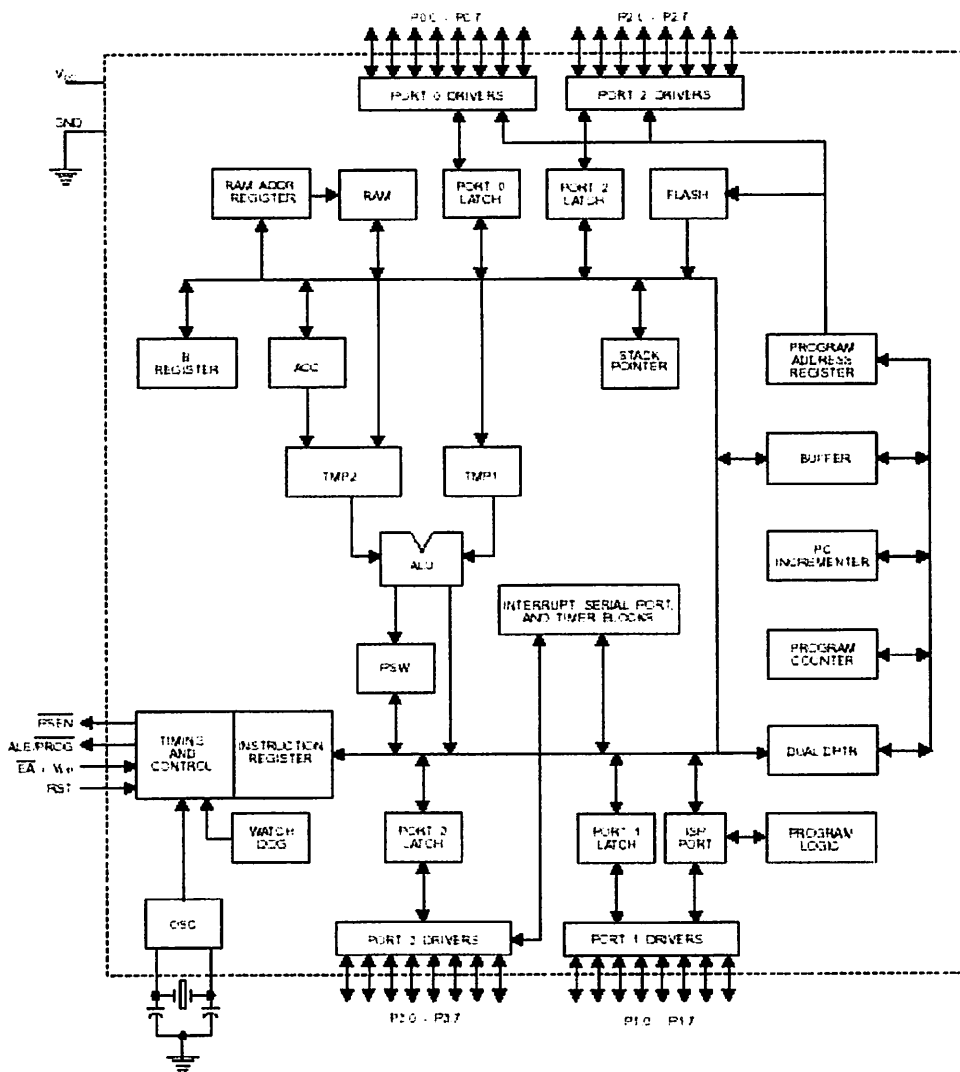 P0.0 - P0.7
P2.0 - P2.7
VCC
GND
PORT 0 DRIVERS
PORT 2 DRIVERS
RAM ADDR
REGISTER
RAM
PORT 0
LATCH
PORT 2
LATCH
FLASH
B
REGISTER
ACC
STACK
POINTER
PROGRAM
ADDRESS
REGISTER
BUFFER
TMP2
TMP1
ALU
PC
INCREMENTER
INTERRUPT, SERIAL PORT,
AND TIMER BLOCKS
PSW
PROGRAM
COUNTER
PSEN
ALE/PROG
EA / VPP
RST
TIMING
AND
CONTROL
INSTRUCTION
REGISTER
DUAL DPTR
WATCH
DOG
PORT 3
LATCH
PORT 1
LATCH
ISP
PORT
PROGRAM
LOGIC
OSC
PORT 3 DRIVERS
PORT 1 DRIVERS
P3.0 - P3.7
P1.0 - P1.7